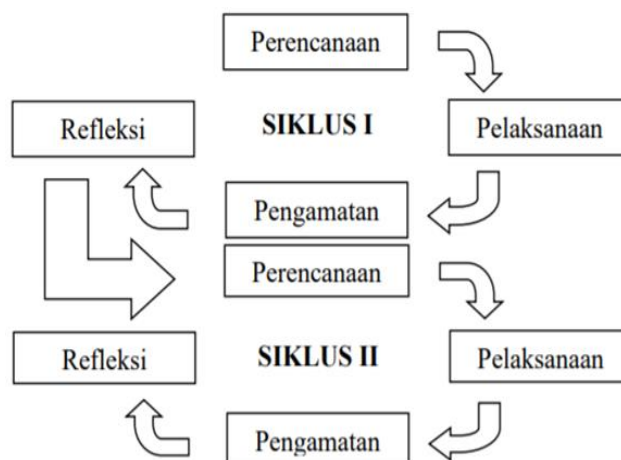 Perencanaan
Refleksi
SIKLUS I
Pelaksanaan
Pengamatan
Perencanaan
Refleksi
SIKLUS II
Pelaksanaan
Pengamatan